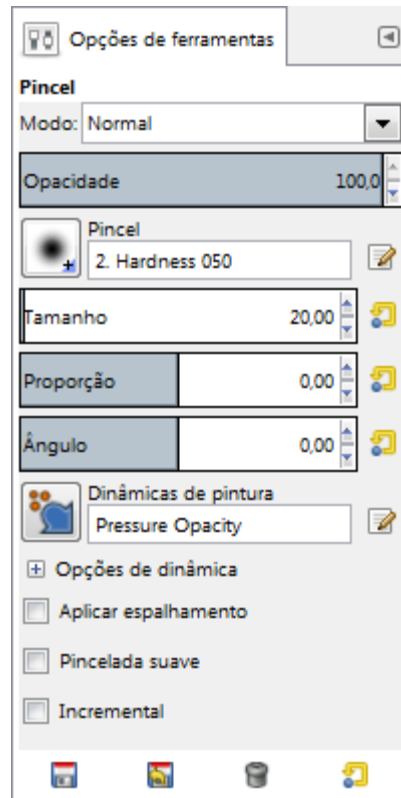 Opções de ferramentas
Pincel
Modo: Normal
Opacidade 100,0
Pincel
2. Hardness 050
Tamanho 20,00
Proporção 0,00
Ângulo 0,00
Dinâmicas de pintura
Pressure Opacity
Opções de dinâmica
Aplicar espalhamento
Pincelada suave
Incremental